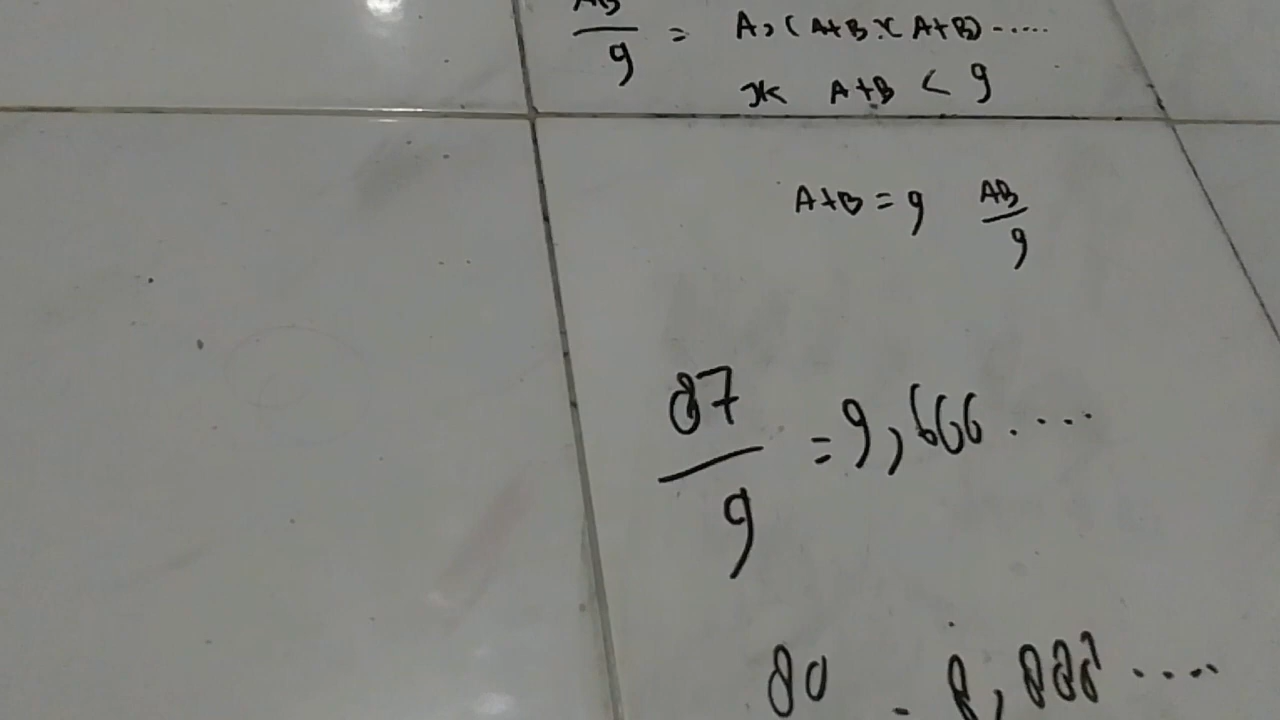 AB
— = A,(A+B)(A+B).....
9
JK A+B < 9
A+B=9 AB/9
87/9 = 9,666....
80 = 8,888....